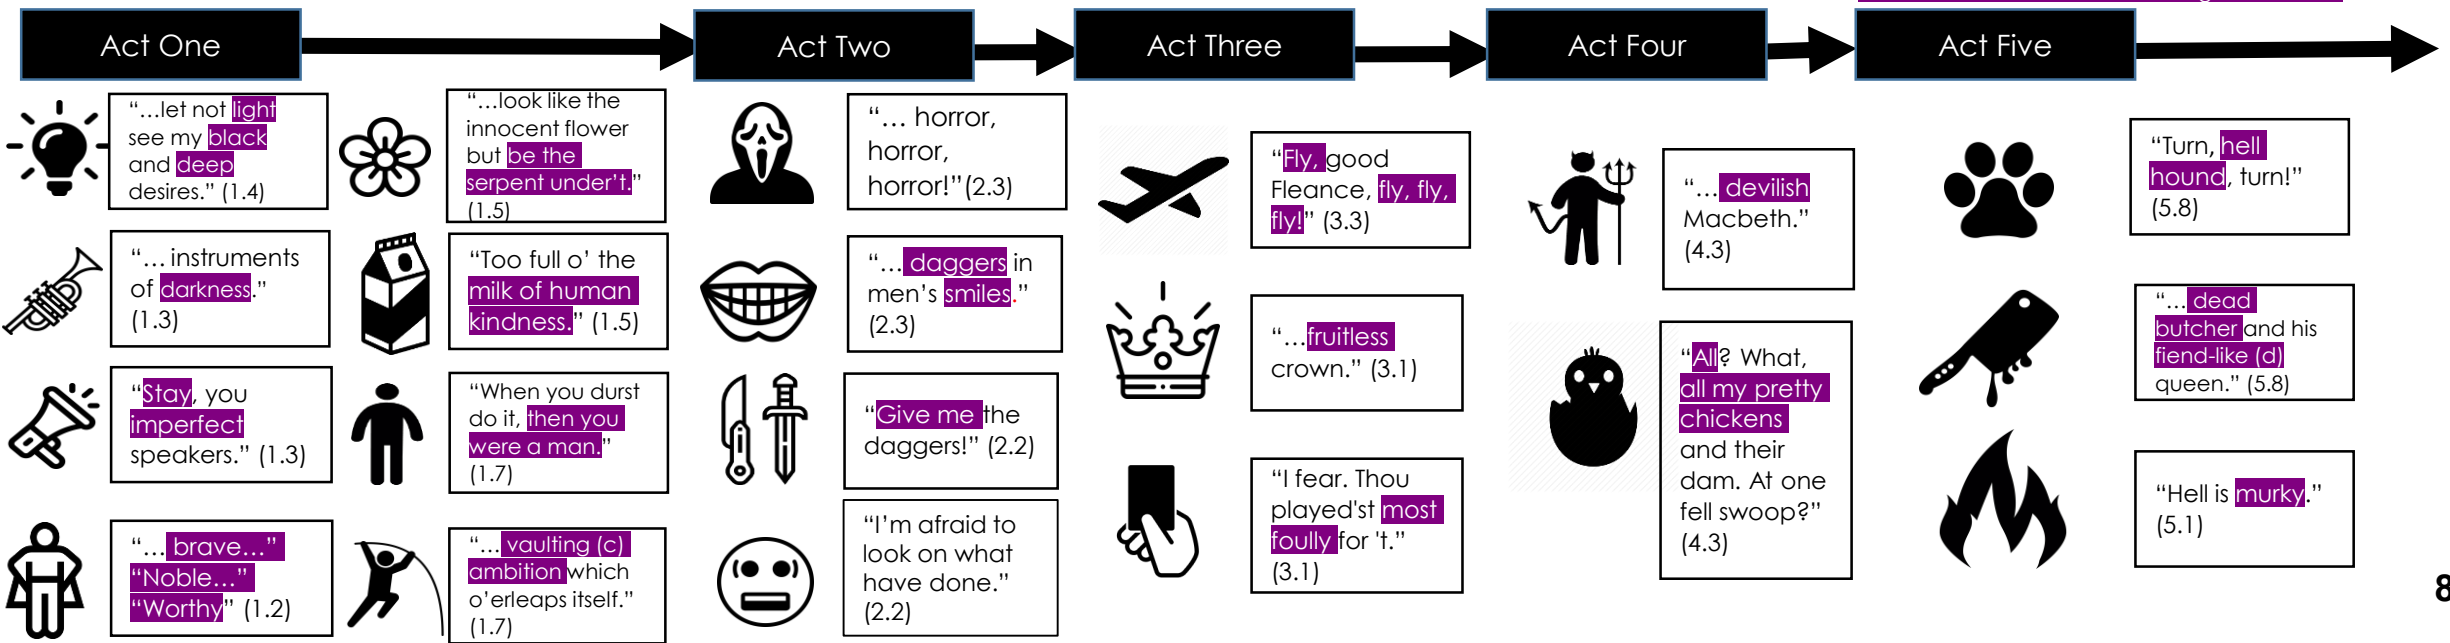 Act One
Act Two
Act Three
Act Four
Act Five
“…let not light
see my black
and deep
desires.” (1.4)
“… instruments
of darkness.”
(1.3)
“Stay, you
imperfect
speakers.” (1.3)
“… brave…”
“Noble…”
“Worthy” (1.2)
“…look like the
innocent flower
but be the
serpent under’t.”
(1.5)
“Too full o’ the
milk of human
kindness.” (1.5)
“When you durst
do it, then you
were a man.”
(1.7)
“… vaulting (c)
ambition which
o’erleaps itself.”
(1.7)
“… horror,
horror,
horror!”(2.3)
“… daggers in
men’s smiles.”
(2.3)
“Give me the
daggers!” (2.2)
“I’m afraid to
look on what
have done.”
(2.2)
“Fly, good
Fleance, fly, fly,
fly!” (3.3)
“…fruitless
crown.” (3.1)
“I fear. Thou
played'st most
foully for 't.”
(3.1)
“… devilish
Macbeth.”
(4.3)
“All? What,
all my pretty
chickens
and their
dam. At one
fell swoop?”
(4.3)
“Turn, hell
hound, turn!”
(5.8)
“… dead
butcher and his
fiend-like (d)
queen.” (5.8)
“Hell is murky.”
(5.1)
8